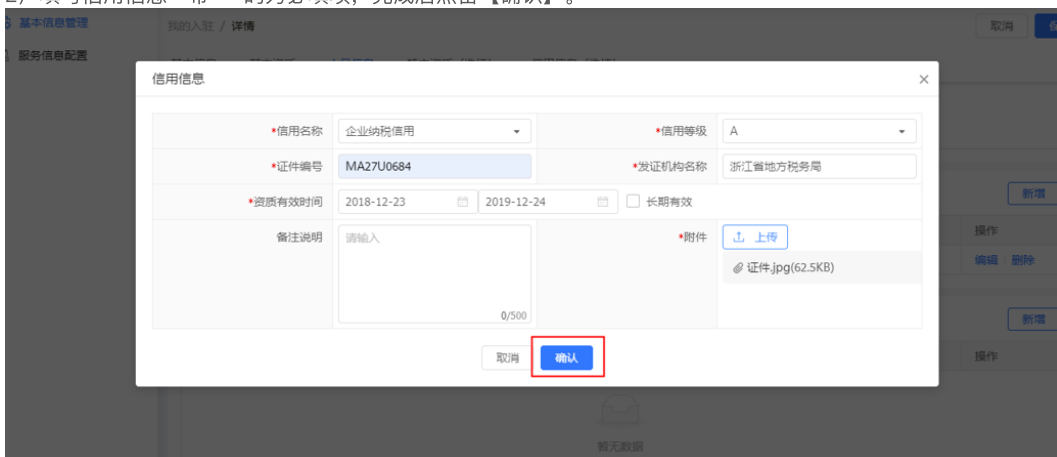 基本信息管理
我的入驻 / 详情
取消
服务信息配置
信用信息
*信用名称 企业纳税信用 *信用等级 A
*证件编号 MA27U0684 *发证机构名称 浙江省地方税务局
*资质有效时间 2018-12-23 2019-12-24 长期有效
新增
备注说明 请输入 *附件 上传
操作
证件.jpg(62.5KB)
编辑 删除
0/500
新增
取消 确认
操作
暂无数据